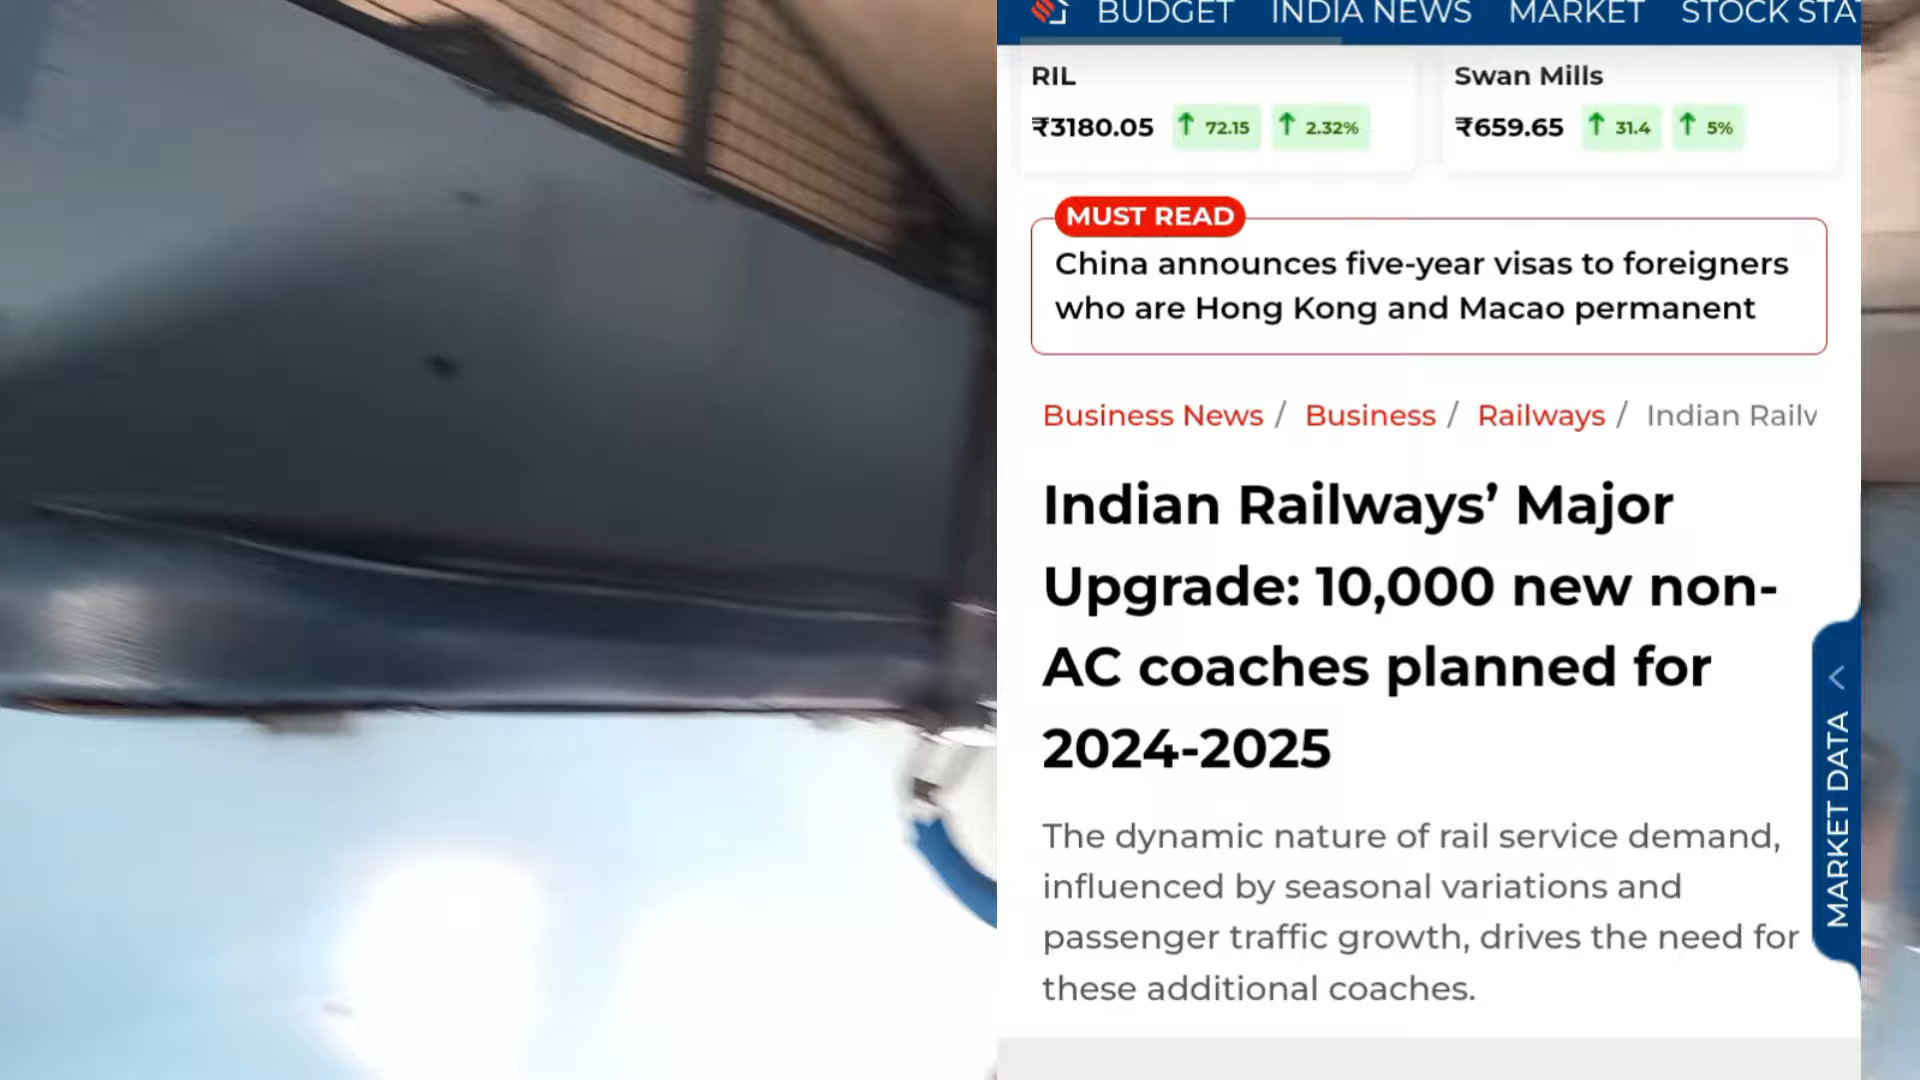 BUDGET INDIA NEWS MARKET STOCK STAT
RIL
₹3180.05 ↑ 72.15 ↑ 2.32%
Swan Mills
₹659.65 ↑ 31.4 ↑ 5%
MUST READ
China announces five-year visas to foreigners
who are Hong Kong and Macao permanent
Business News / Business / Railways / Indian Railv
Indian Railways’ Major
Upgrade: 10,000 new non-
AC coaches planned for
2024-2025
The dynamic nature of rail service demand,
influenced by seasonal variations and
passenger traffic growth, drives the need for
these additional coaches.
MARKET DATA